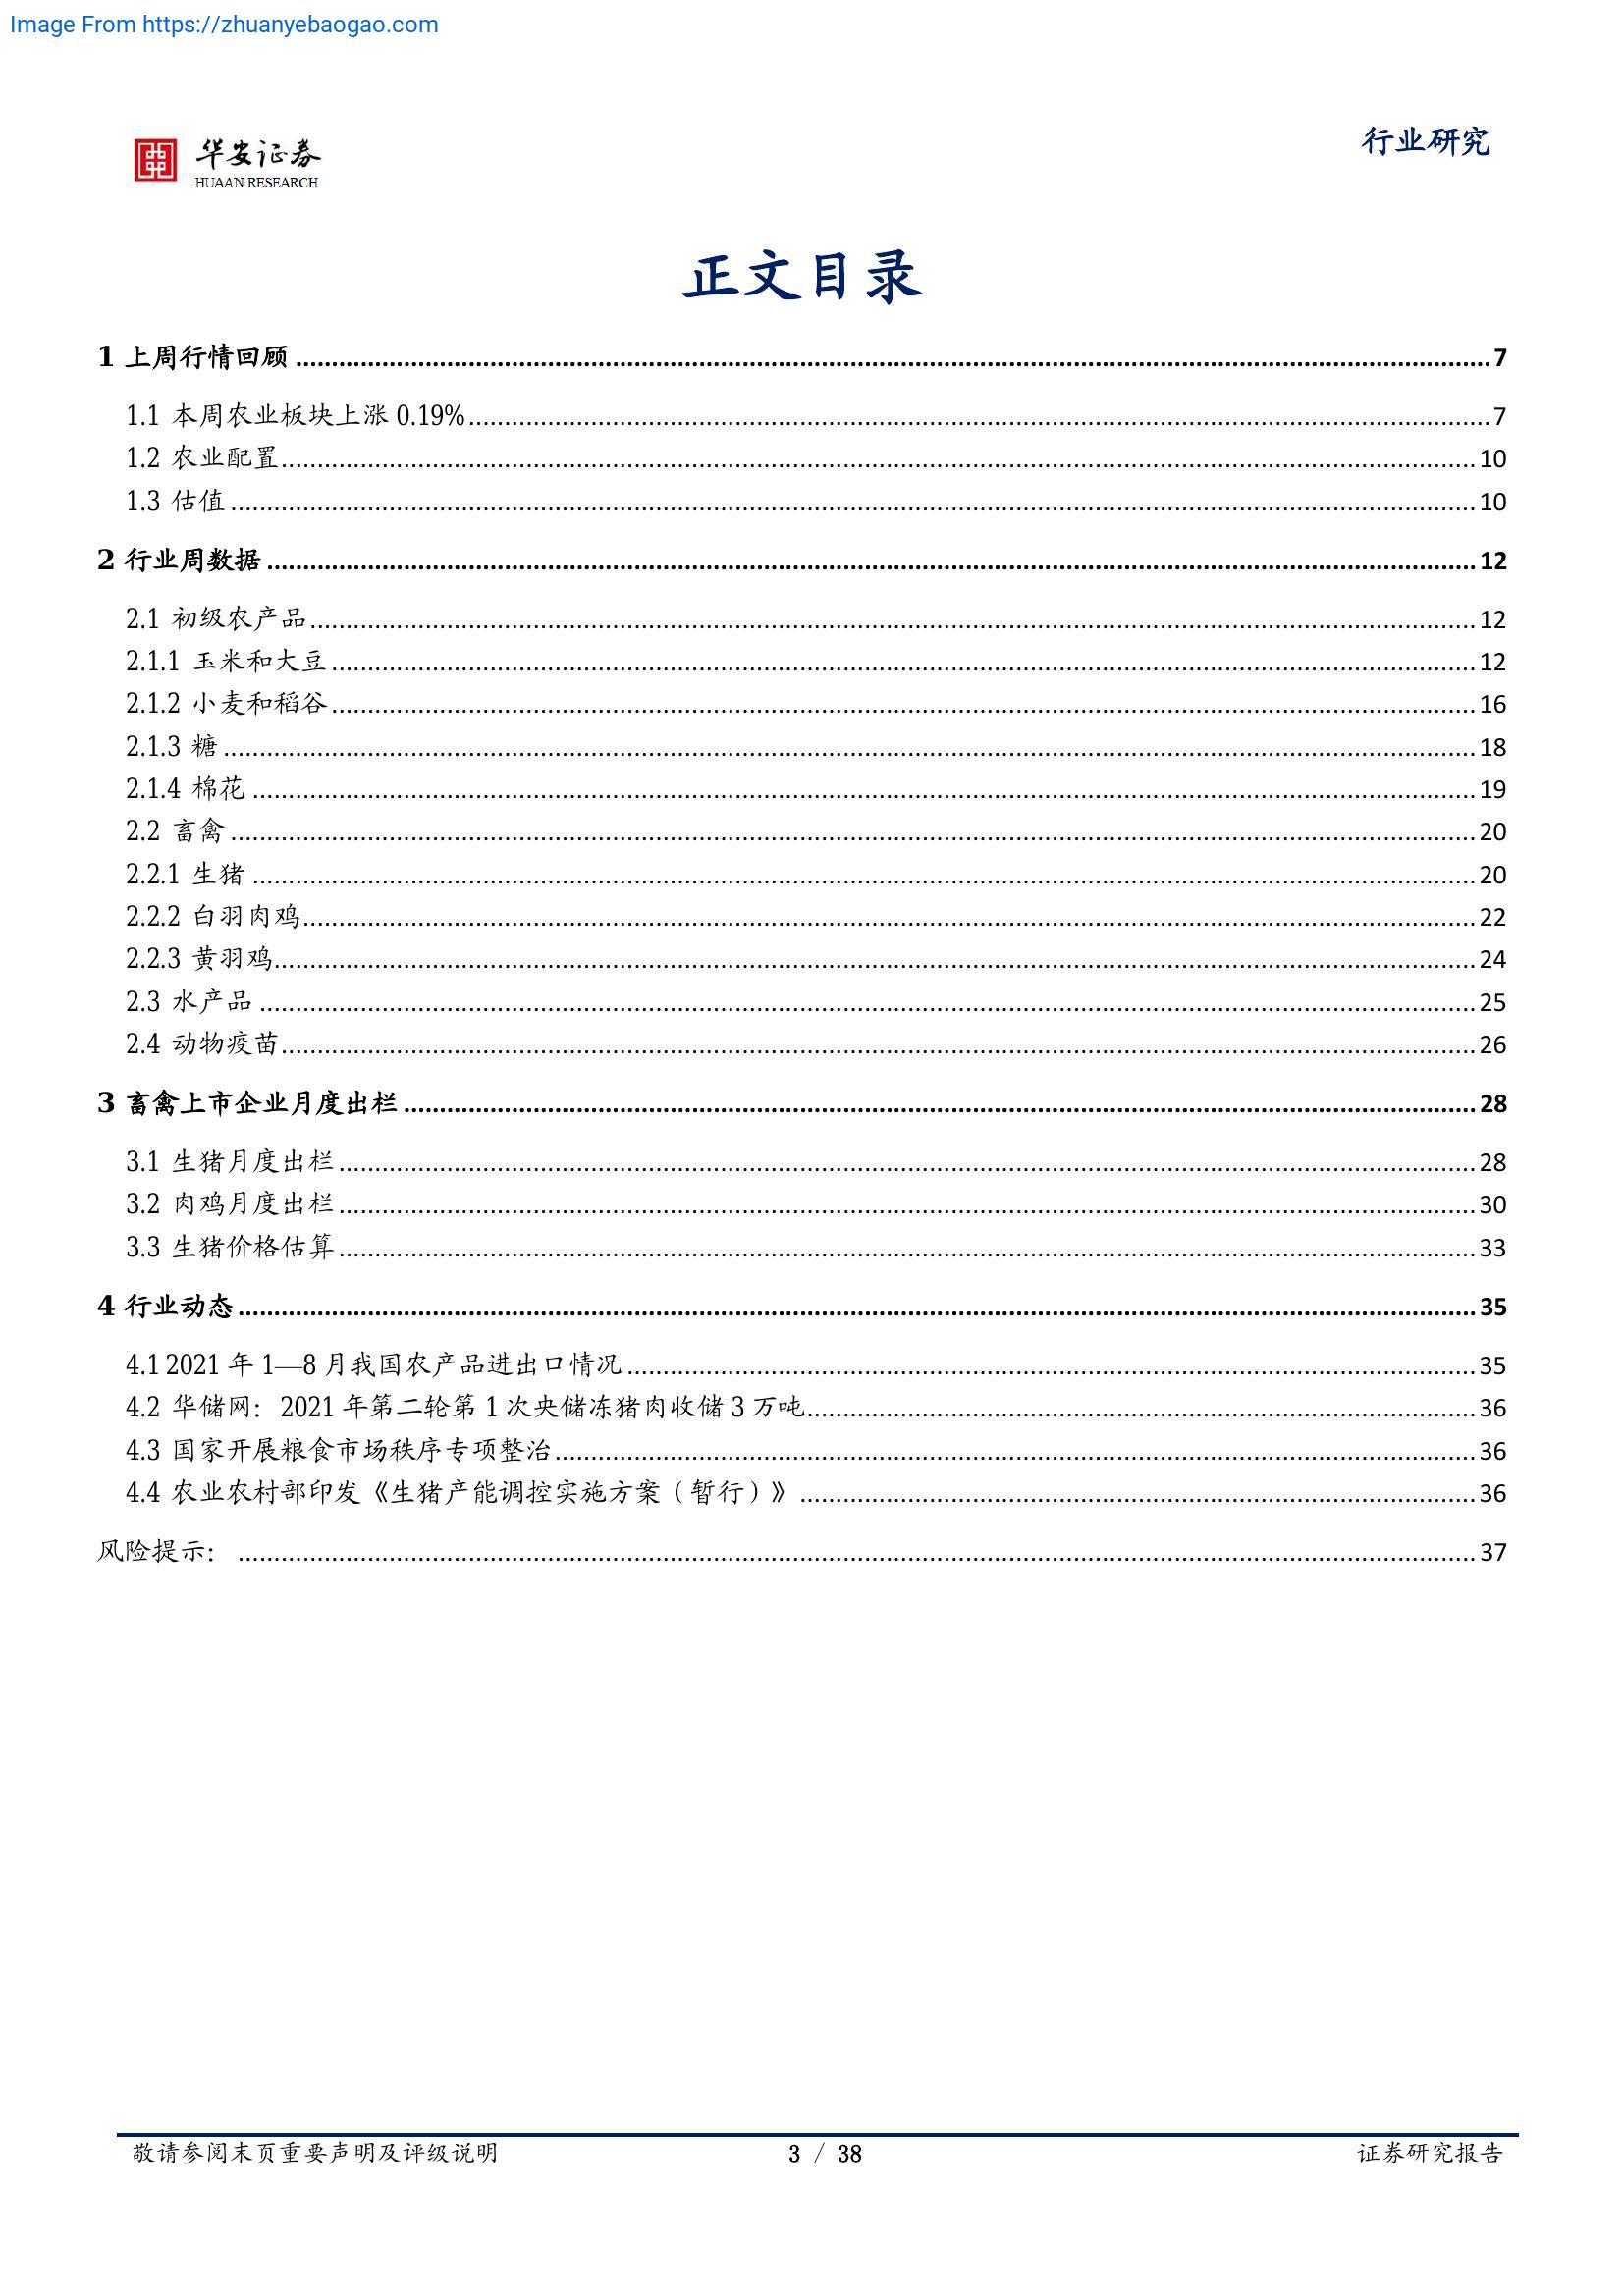 Image From https://zhuanyebaogao.com
华安证券
HUAAN RESEARCH
行业研究
正文目录
1 上周行情回顾 ........ 7
1.1 本周农业板块上涨 0.19% ........ 7
1.2 农业配置 ........ 10
1.3 估值 ........ 10
2 行业周数据 ........ 12
2.1 初级农产品 ........ 12
2.1.1 玉米和大豆 ........ 12
2.1.2 小麦和稻谷 ........ 16
2.1.3 糖 ........ 18
2.1.4 棉花 ........ 19
2.2 畜禽 ........ 20
2.2.1 生猪 ........ 20
2.2.2 白羽肉鸡 ........ 22
2.2.3 黄羽鸡 ........ 24
2.3 水产品 ........ 25
2.4 动物疫苗 ........ 26
3 畜禽上市企业月度出栏 ........ 28
3.1 生猪月度出栏 ........ 28
3.2 肉鸡月度出栏 ........ 30
3.3 生猪价格估算 ........ 33
4 行业动态 ........ 35
4.1 2021 年 1—8 月我国农产品进出口情况 ........ 35
4.2 华储网：2021 年第二轮第 1 次央储冻猪肉收储 3 万吨 ........ 36
4.3 国家开展粮食市场秩序专项整治 ........ 36
4.4 农业农村部印发《生猪产能调控实施方案（暂行）》 ........ 36
风险提示： ........ 37
敬请参阅末页重要声明及评级说明
3 / 38
证券研究报告